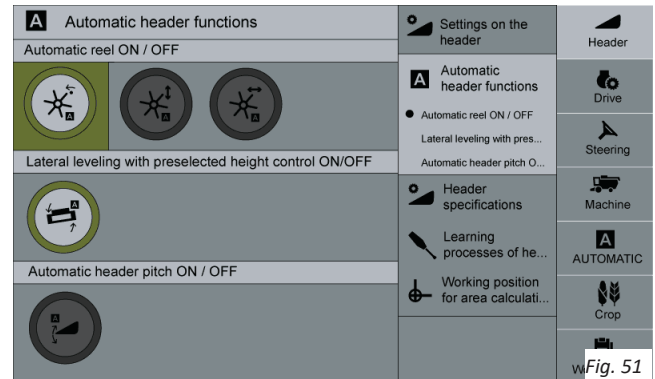 A Automatic header functions
Automatic reel ON / OFF
A
A
A
Lateral leveling with preselected height control ON/OFF
A
Automatic header pitch ON / OFF
A
Settings on the
header
A Automatic
header functions
Automatic reel ON / OFF
Lateral leveling with pres...
Automatic header pitch O...
Header
specifications
Learning
processes of he...
Working position
for area calculati...
Header
Drive
Steering
Machine
A
AUTOMATIC
Crop
Fig. 51